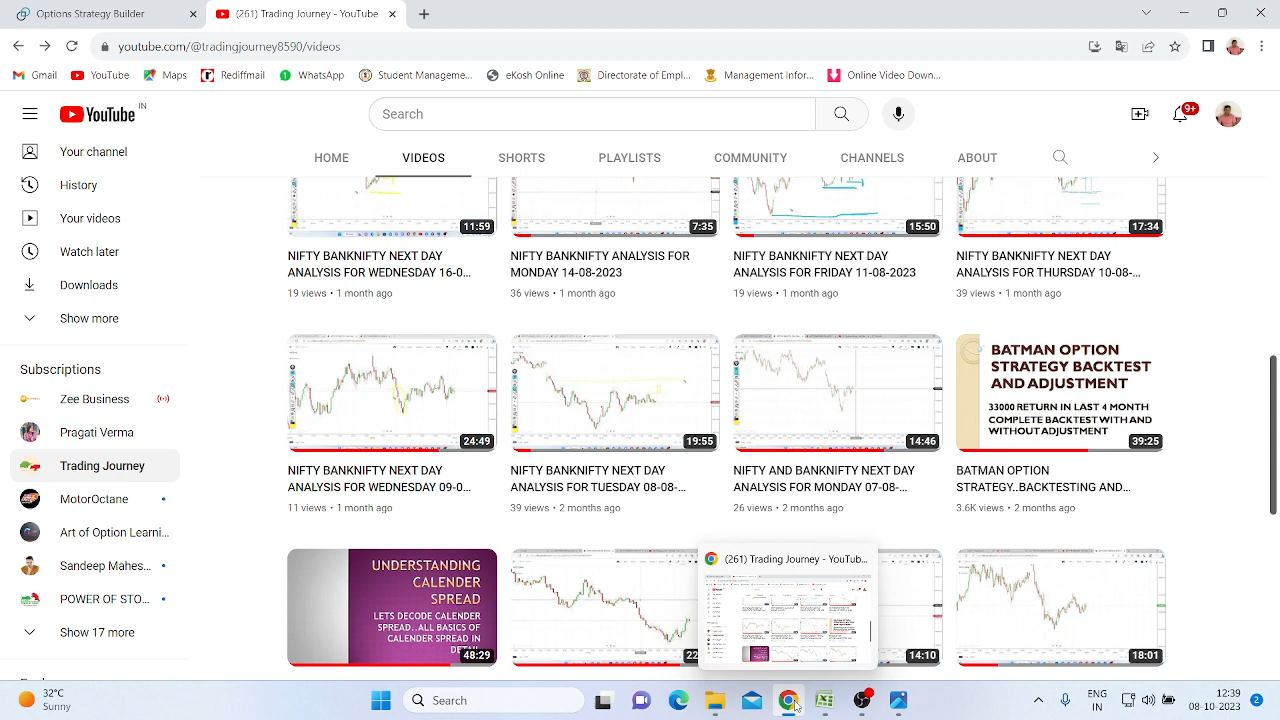 Options Strategy Builder
(261) Trading Journey - YouTube
youtube.com/@tradingjourney8590/videos
Gmail
YouTube
Maps
Rediffmail
WhatsApp
Student Manageme...
Scosh Online
Directorate of Empl...
Management Infor...
Online Video Down...
YouTube IN
Search
9+
Your channel
History
Your videos
Watch later
Downloads
Show more
Subscriptions
Zee Business
Pragati Verma
Trading Journey
MotorOctane
Art of Option Learni...
Sandeep Mahes...
POWER OF STO...
Show 17 more
HOME
VIDEOS
SHORTS
PLAYLISTS
COMMUNITY
CHANNELS
ABOUT
7:35
15:50
17:34
NIFTY BANKNIFTY NEXT DAY
ANALYSIS FOR WEDNESDAY 16-0...
19 views • 1 month ago
NIFTY BANKNIFTY ANALYSIS FOR
MONDAY 14-08-2023
36 views • 1 month ago
NIFTY BANKNIFTY NEXT DAY
ANALYSIS FOR FRIDAY 11-08-2023
19 views • 1 month ago
NIFTY BANKNIFTY NEXT DAY
ANALYSIS FOR THURSDAY 10-08-...
39 views • 1 month ago
24:39
19:55
14:46
BATMAN OPTION
STRATEGY BACKTEST
AND ADJUSTMENT
33000 RETURN IN LAST 4 MONTH
COMPLETE BACKTEST WITH AND
WITHOUT ADJUSTMENT
39:25
NIFTY BANKNIFTY NEXT DAY
ANALYSIS FOR WEDNESDAY 09-0...
11 views • 1 month ago
NIFTY BANKNIFTY NEXT DAY
ANALYSIS FOR TUESDAY 08-08-...
39 views • 2 months ago
NIFTY AND BANKNIFTY NEXT DAY
ANALYSIS FOR MONDAY 07-08-...
26 views • 2 months ago
BATMAN OPTION
STRATEGY..BACKTESTING AND...
3.6K views • 2 months ago
UNDERSTANDING
CALENDER
SPREAD
LETS DECODE CALENDER
SPREAD..ALL BASICS OF
CALENDER SPREAD IN
48:29
(261) Trading Journey - YouTub...
14:10
18:01
32°C
Sunny
Search
ENG
IN
12:39
08-10-2023
2